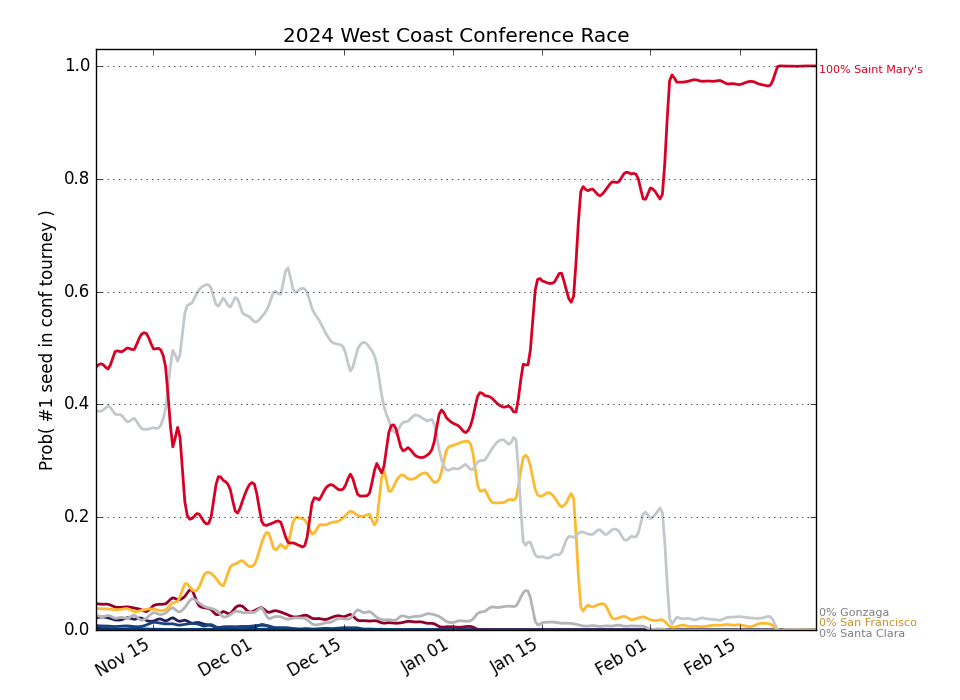 2024 West Coast Conference Race
Prob( #1 seed in conf tourney )
1.0
0.8
0.6
0.4
0.2
0.0
Nov 15
Dec 01
Dec 15
Jan 01
Jan 15
Feb 01
Feb 15
100% Saint Mary's
0% Gonzaga
0% San Francisco
0% Santa Clara